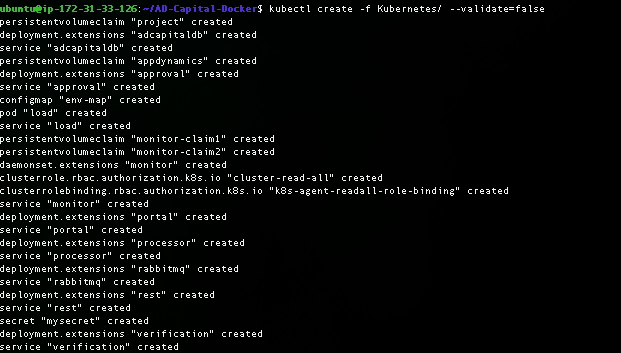 ubuntu@ip-172-31-33-126:~/AD-Capital-Docker$ kubectl create -f Kubernetes/ --validate=false
persistentvolumeclaim "project" created
deployment.extensions "adcapitaldb" created
service "adcapitaldb" created
persistentvolumeclaim "appdynamics" created
deployment.extensions "approval" created
service "approval" created
configmap "env-map" created
pod "load" created
service "load" created
persistentvolumeclaim "monitor-claim1" created
persistentvolumeclaim "monitor-claim2" created
daemonset.extensions "monitor" created
clusterrole.rbac.authorization.k8s.io "cluster-read-all" created
clusterrolebinding.rbac.authorization.k8s.io "k8s-agent-readall-role-binding" created
service "monitor" created
deployment.extensions "portal" created
service "portal" created
deployment.extensions "processor" created
service "processor" created
deployment.extensions "rabbitmq" created
service "rabbitmq" created
deployment.extensions "rest" created
service "rest" created
secret "mysecret" created
deployment.extensions "verification" created
service "verification" created